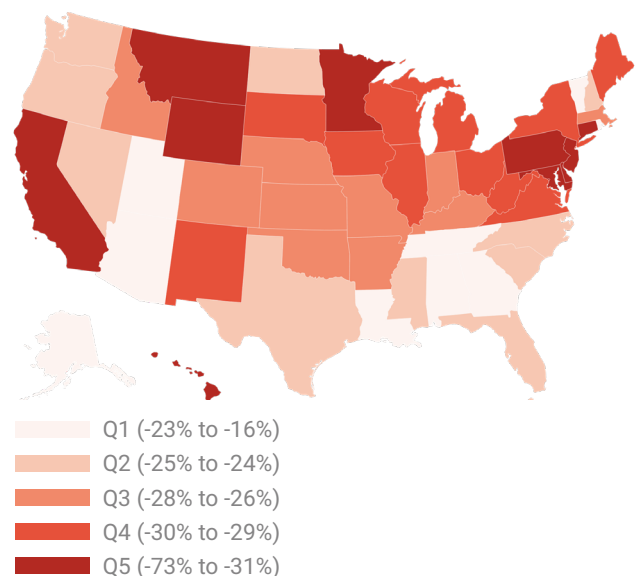 Q1 (-23% to -16%)
Q2 (-25% to -24%)
Q3 (-28% to -26%)
Q4 (-30% to -29%)
Q5 (-73% to -31%)